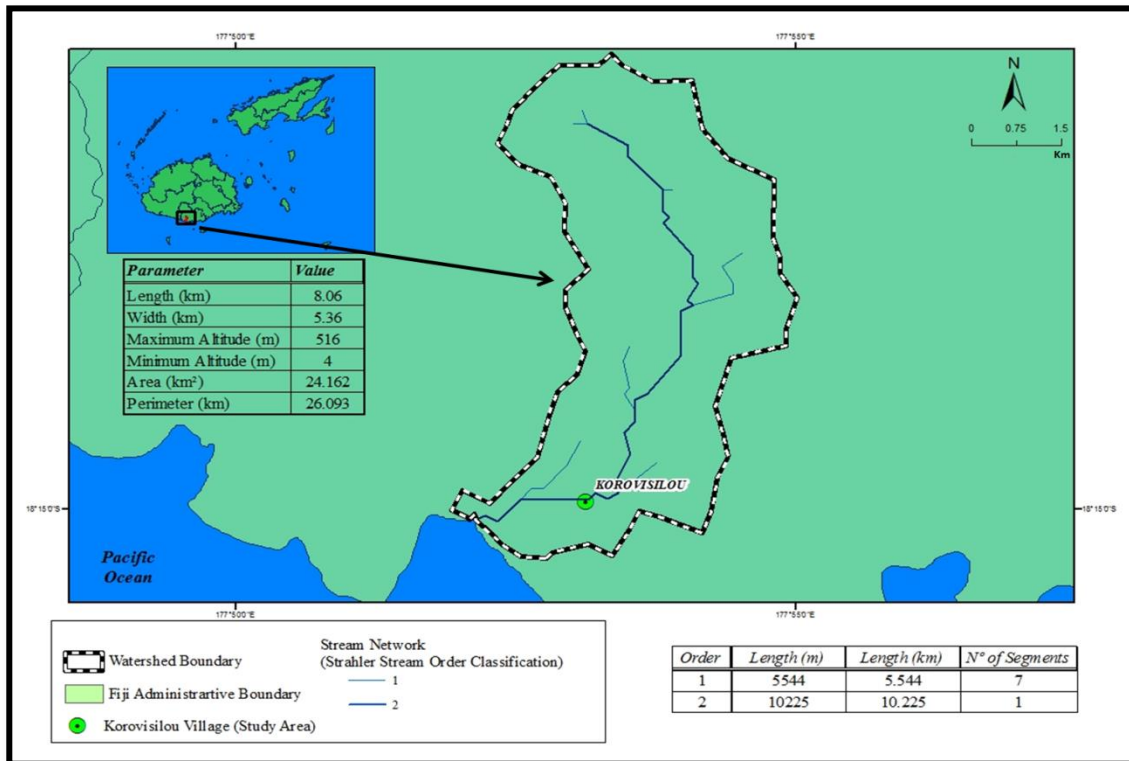 177°50'0"E
177°55'0"E
N
0 0.75 1.5
Km
Parameter Value
Length (km) 8.06
Width (km) 5.36
Maximum Altitude (m) 516
Minimum Altitude (m) 4
Area (km²) 24.162
Perimeter (km) 26.093
KOROVISILOU
18°15'0"S
18°15'0"S
Pacific
Ocean
177°50'0"E
177°55'0"E
Watershed Boundary
Fiji Administrartive Boundary
Korovisilou Village (Study Area)
Stream Network
(Strahler Stream Order Classification)
1
2
Order Length (m) Length (km) N° of Segments
1 5544 5.544 7
2 10225 10.225 1